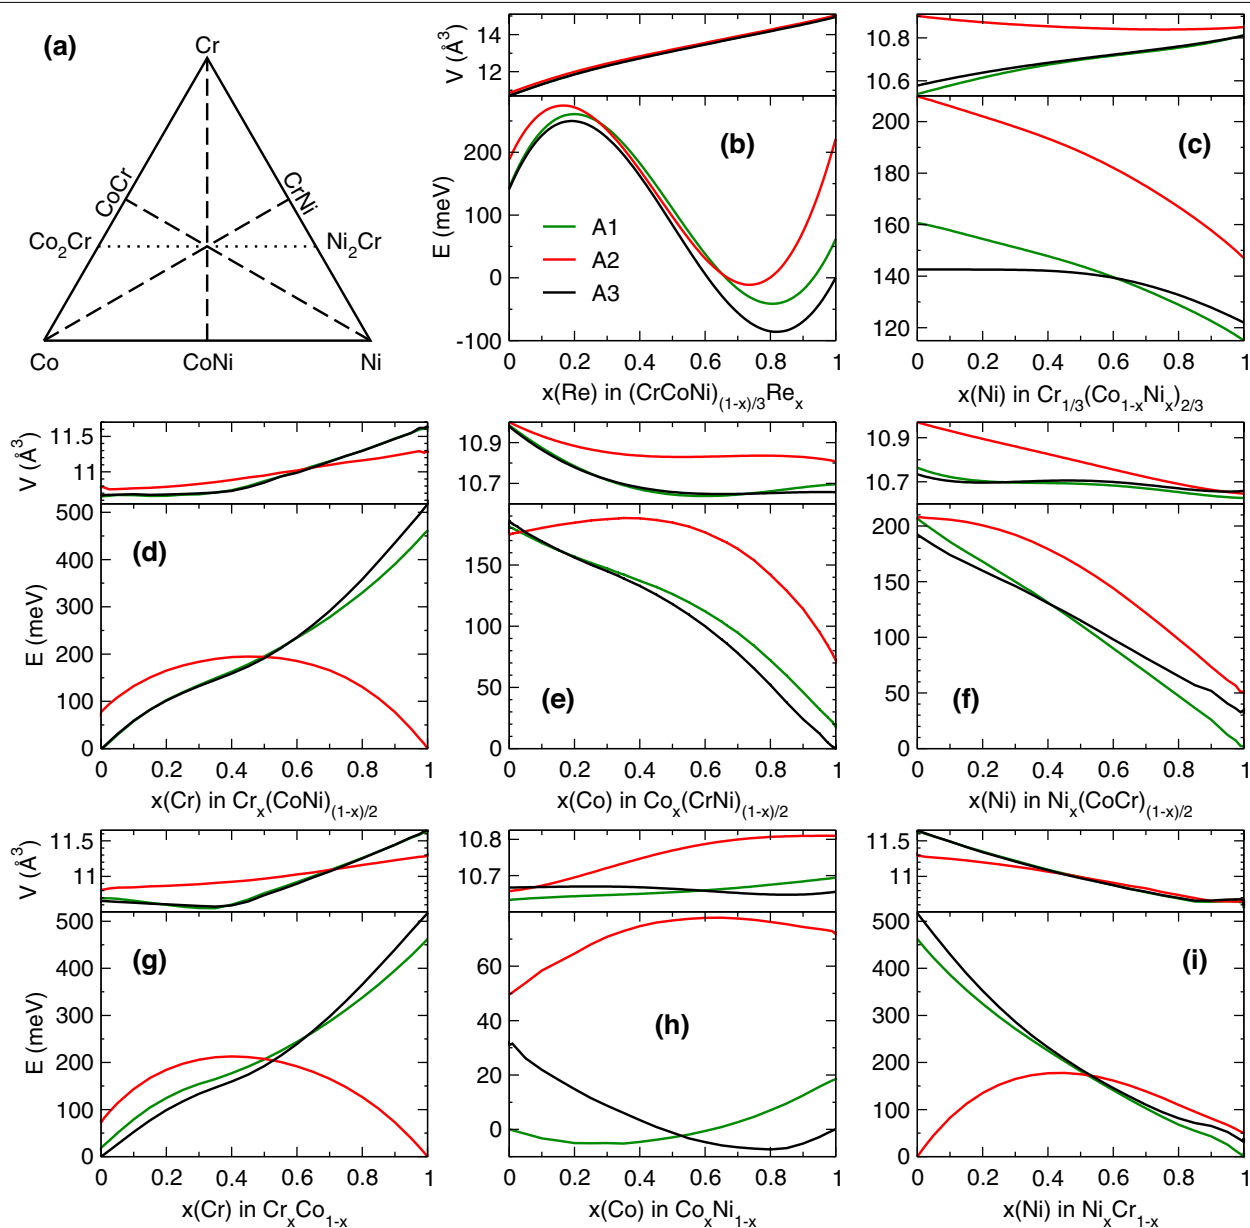 (a)
Cr
CoCr
CrNi
Co2Cr
Ni2Cr
Co
CoNi
Ni
V (Å3)
14
12
(b)
E (meV)
200
100
0
-100
A1
A2
A3
0 0.2 0.4 0.6 0.8 1
x(Re) in (CrCoNi)(1-x)/3Rex
10.8
10.6
(c)
200
180
160
140
120
0 0.2 0.4 0.6 0.8 1
x(Ni) in Cr1/3(Co1-xNix)2/3
V (Å3)
11.5
11
(d)
E (meV)
500
400
300
200
100
0
0 0.2 0.4 0.6 0.8 1
x(Cr) in Crx(CoNi)(1-x)/2
10.9
10.7
(e)
150
100
50
0
0 0.2 0.4 0.6 0.8 1
x(Co) in Cox(CrNi)(1-x)/2
10.9
10.7
(f)
200
150
100
50
0
0 0.2 0.4 0.6 0.8 1
x(Ni) in Nix(CoCr)(1-x)/2
V (Å3)
11.5
11
(g)
E (meV)
500
400
300
200
100
0
0 0.2 0.4 0.6 0.8 1
x(Cr) in CrxCo1-x
10.8
10.7
(h)
60
40
20
0
0 0.2 0.4 0.6 0.8 1
x(Co) in CoxNi1-x
11.5
11
(i)
500
400
300
200
100
0
0 0.2 0.4 0.6 0.8 1
x(Ni) in NixCr1-x